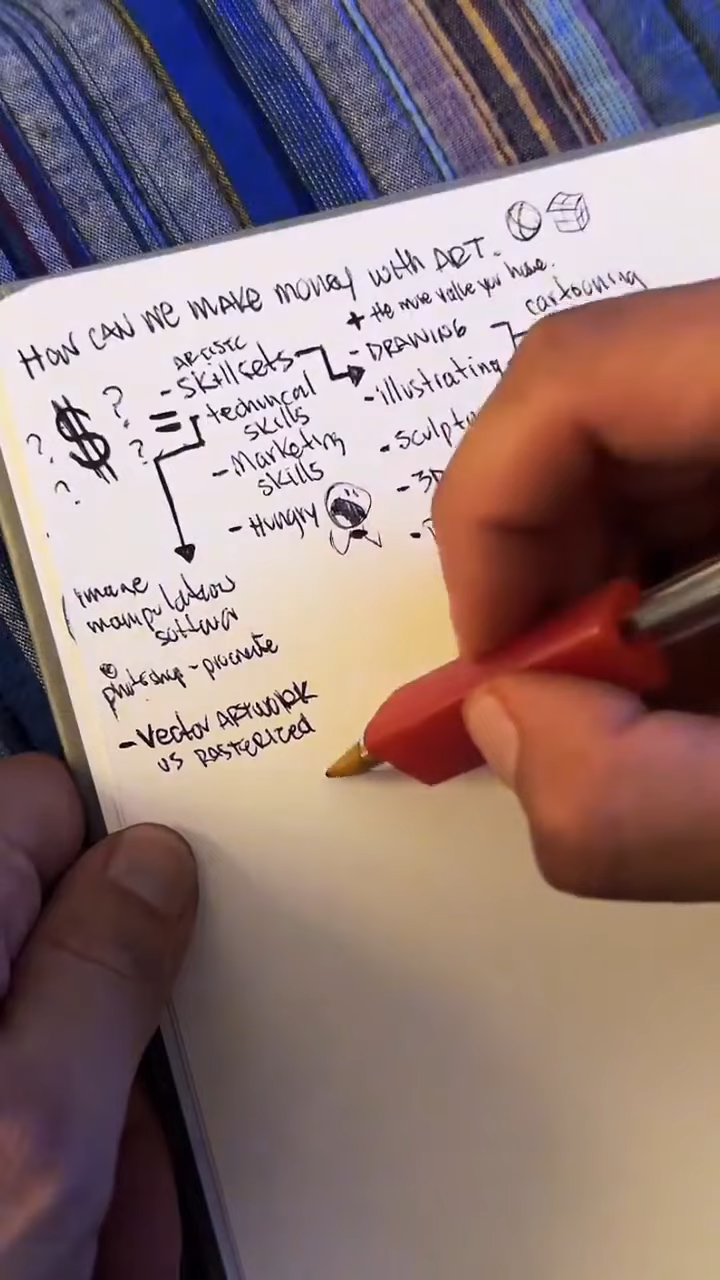 HOW CAN WE MAKE MONEY WITH ART.
+ the more value you have.
$ ? ? ? ?
=
ARTISTIC
- Skillsets
technical
skills
- Marketing
skills
- Hungry
- DRAWING
cartooning
- illustrating
- Sculpt
- 3D
image
manipulation
photoshop - procreate
- Vector ARTWORK
vs RASTERIZED